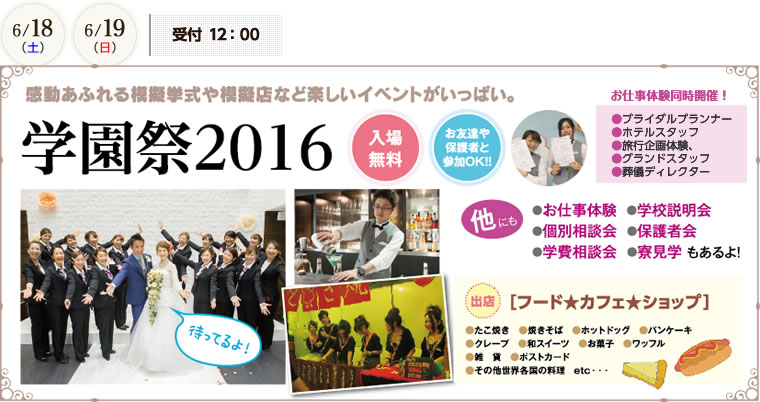 6/18
（土）
6/19
（日）
受付 12：00
感動あふれる模擬挙式や模擬店など楽しいイベントがいっぱい。
学園祭2016
入場
無料
お友達や
保護者と
参加OK!!
お仕事体験同時開催！
●ブライダルプランナー
●ホテルスタッフ
●旅行企画体験、
●グランドスタッフ
●葬儀ディレクター
他にも
●お仕事体験 ●学校説明会
●個別相談会 ●保護者会
●学費相談会 ●寮見学 もあるよ!
待ってるよ!
出店 [フード★カフェ★ショップ]
●たこ焼き ●焼きそば ●ホットドッグ ●パンケーキ
●クレープ ●和スイーツ ●お菓子 ●ワッフル
●雑 貨 ●ポストカード
●その他世界各国の料理 etc・・・